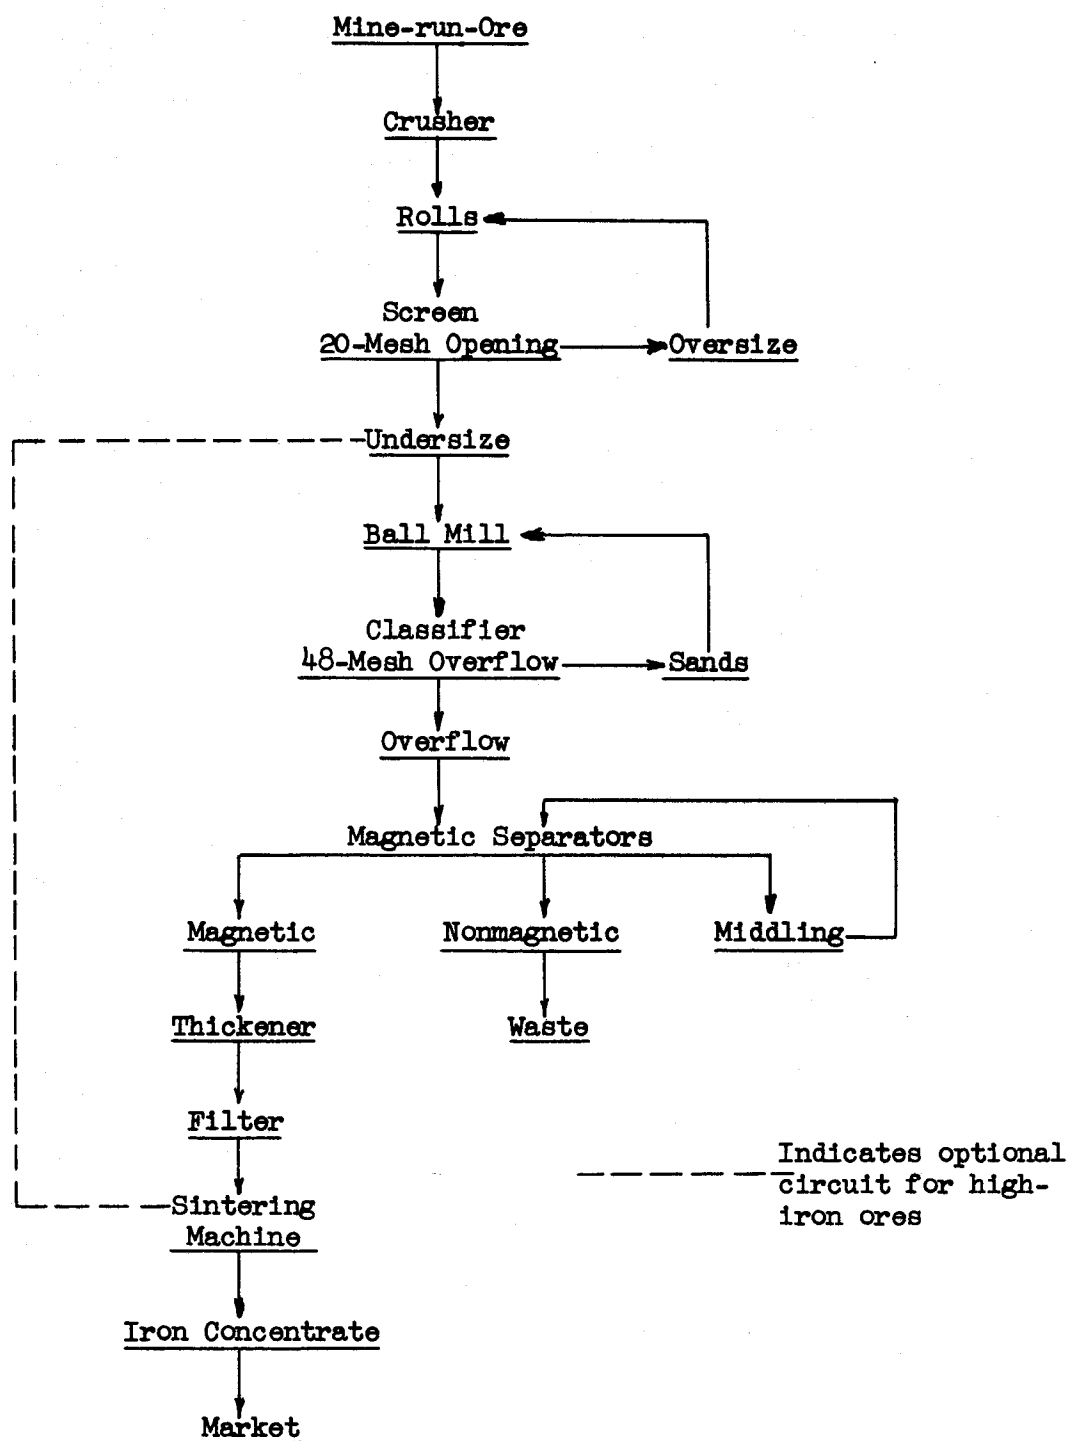 Mine-run-Ore
Crusher
Rolls
Screen
20-Mesh Opening
Oversize
Undersize
Ball Mill
Classifier
48-Mesh Overflow
Sands
Overflow
Magnetic Separators
Magnetic
Nonmagnetic
Middling
Thickener
Waste
Filter
Sintering
Machine
Indicates optional
circuit for high-
iron ores
Iron Concentrate
Market